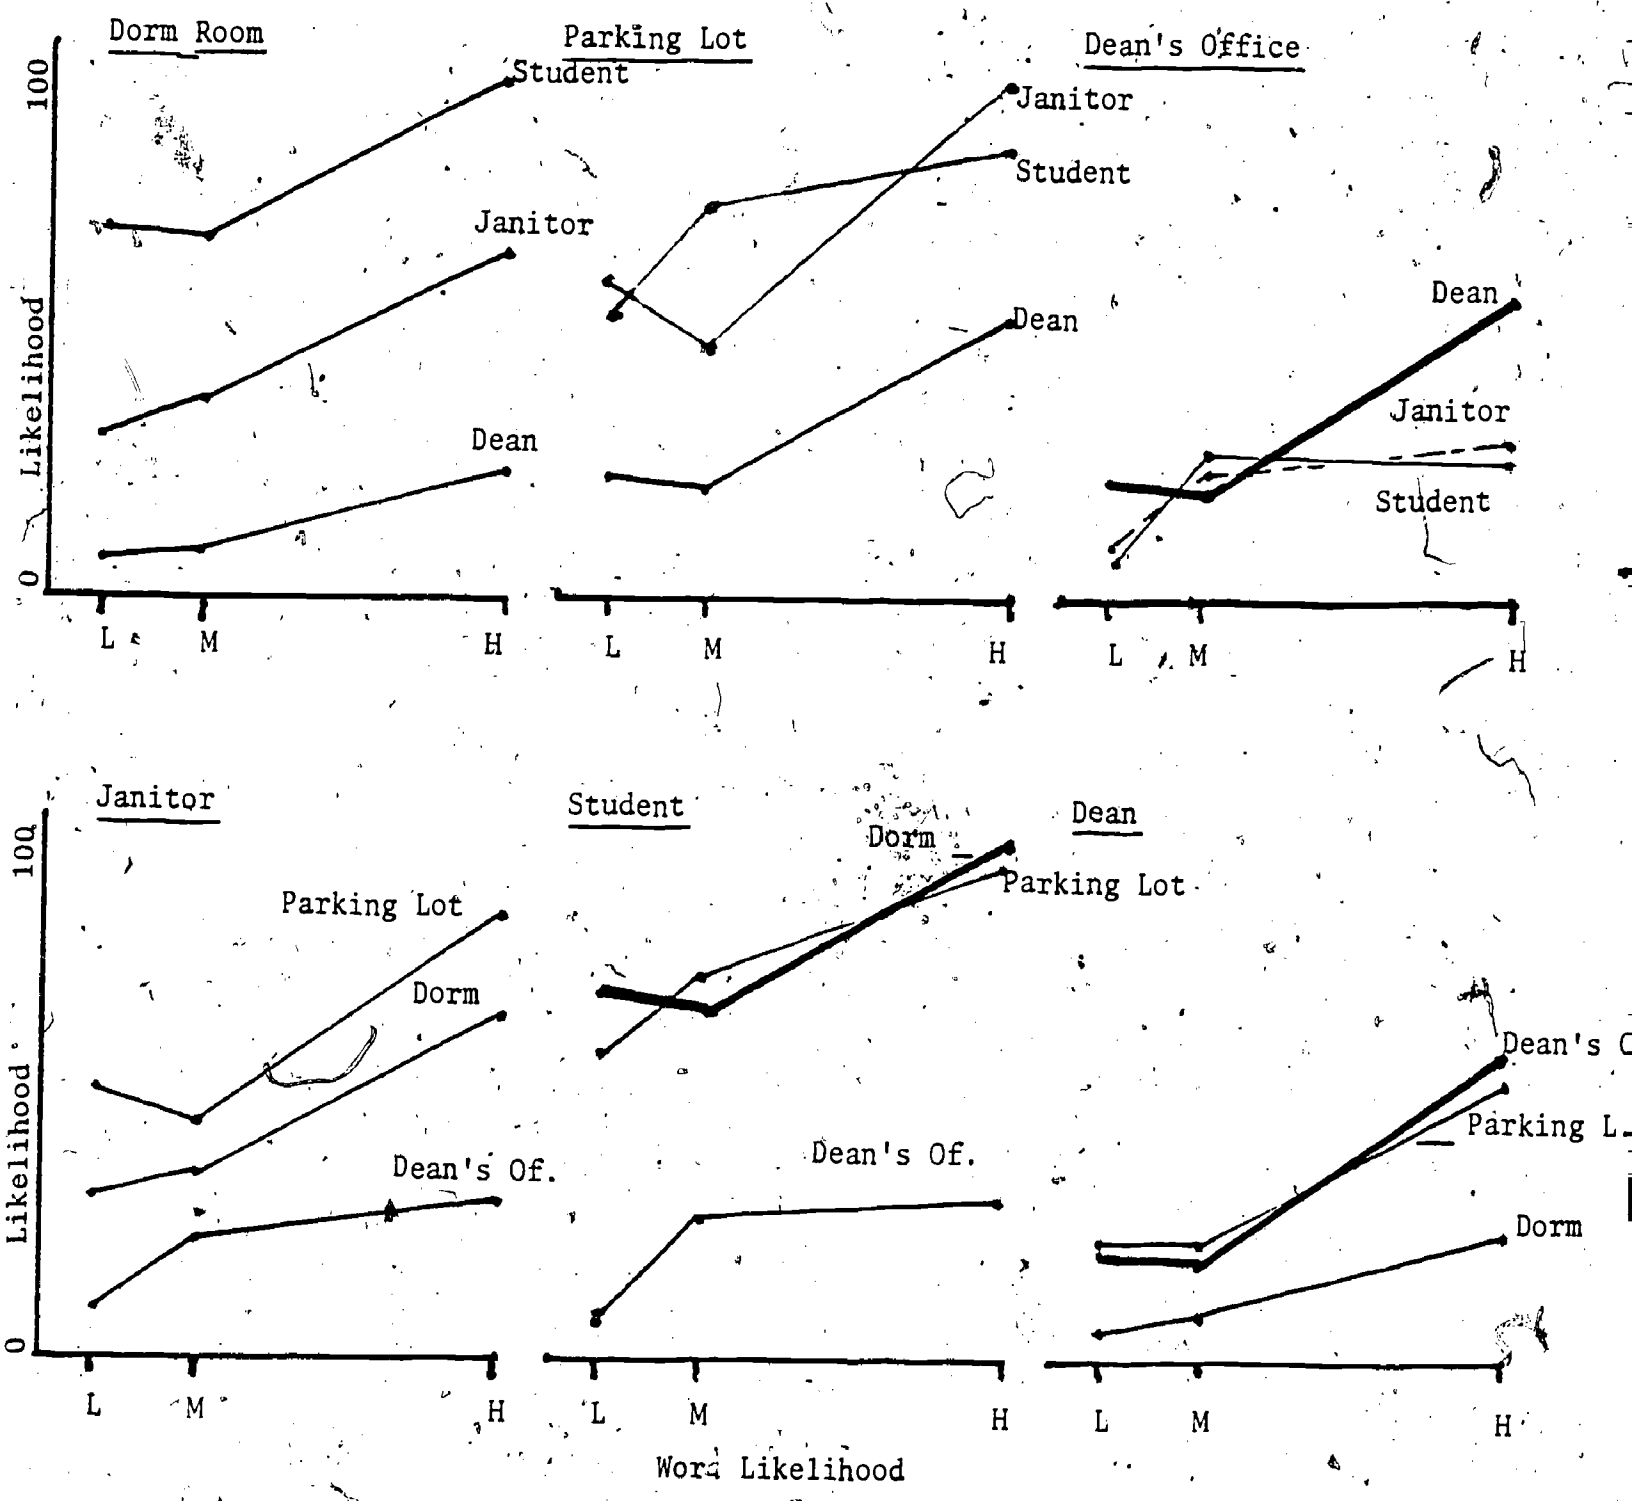 Dorm Room
Parking Lot
Dean's Office
100
Likelihood
0
Student
Janitor
Dean
Janitor
Student
Dean
Dean
Janitor
Student
L M H
L M H
L M H
Janitor
Student
Dean
100
Likelihood
0
Parking Lot
Dorm
Dean's Of.
Dorm
Parking Lot
Dean's Of.
Dean's O
Parking L.
Dorm
L M H
L M H
L M H
Word Likelihood